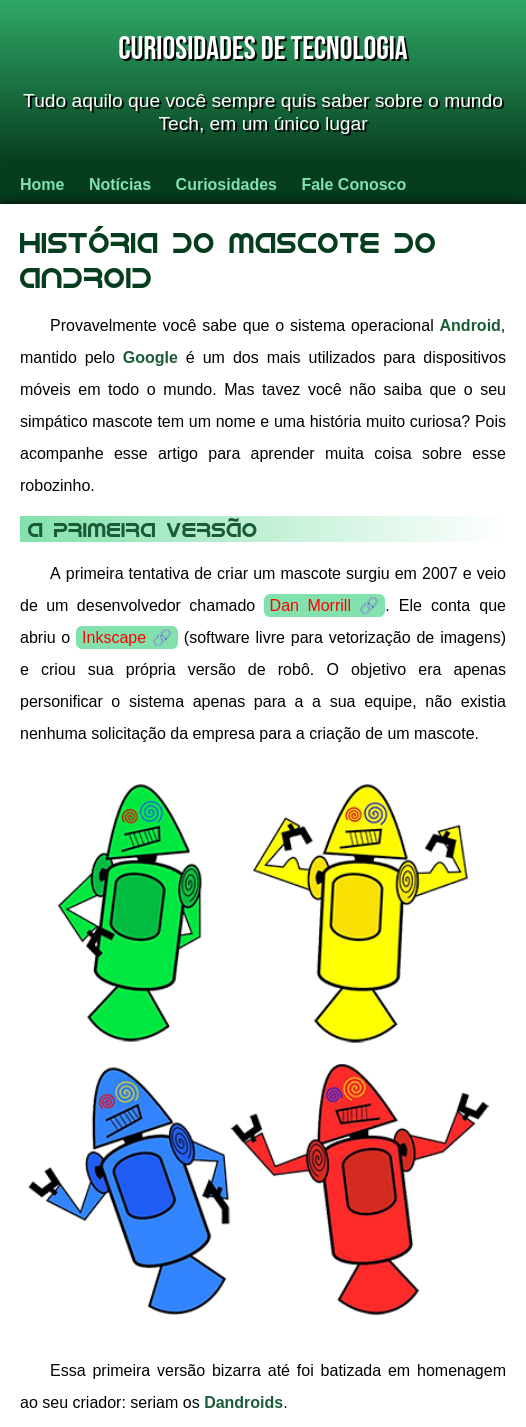 CURIOSIDADES DE TECNOLOGIA
Tudo aquilo que você sempre quis saber sobre o mundo
Tech, em um único lugar
Home Notícias Curiosidades Fale Conosco
HISTÓRIA DO MASCOTE DO
ANDROID
Provavelmente você sabe que o sistema operacional Android,
mantido pelo Google é um dos mais utilizados para dispositivos
móveis em todo o mundo. Mas tavez você não saiba que o seu
simpático mascote tem um nome e uma história muito curiosa? Pois
acompanhe esse artigo para aprender muita coisa sobre esse
robozinho.
A PRIMEIRA VERSÃO
A primeira tentativa de criar um mascote surgiu em 2007 e veio
de um desenvolvedor chamado Dan Morrill 🔗. Ele conta que
abriu o Inkscape 🔗 (software livre para vetorização de imagens)
e criou sua própria versão de robô. O objetivo era apenas
personificar o sistema apenas para a a sua equipe, não existia
nenhuma solicitação da empresa para a criação de um mascote.
Essa primeira versão bizarra até foi batizada em homenagem
ao seu criador: seriam os Dandroids.